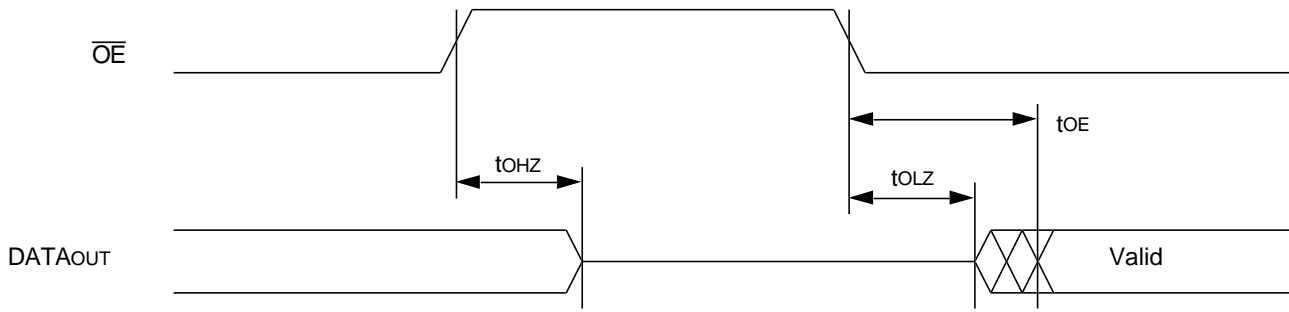 OE
tOE
tOHZ
tOLZ
DATAOUT
Valid